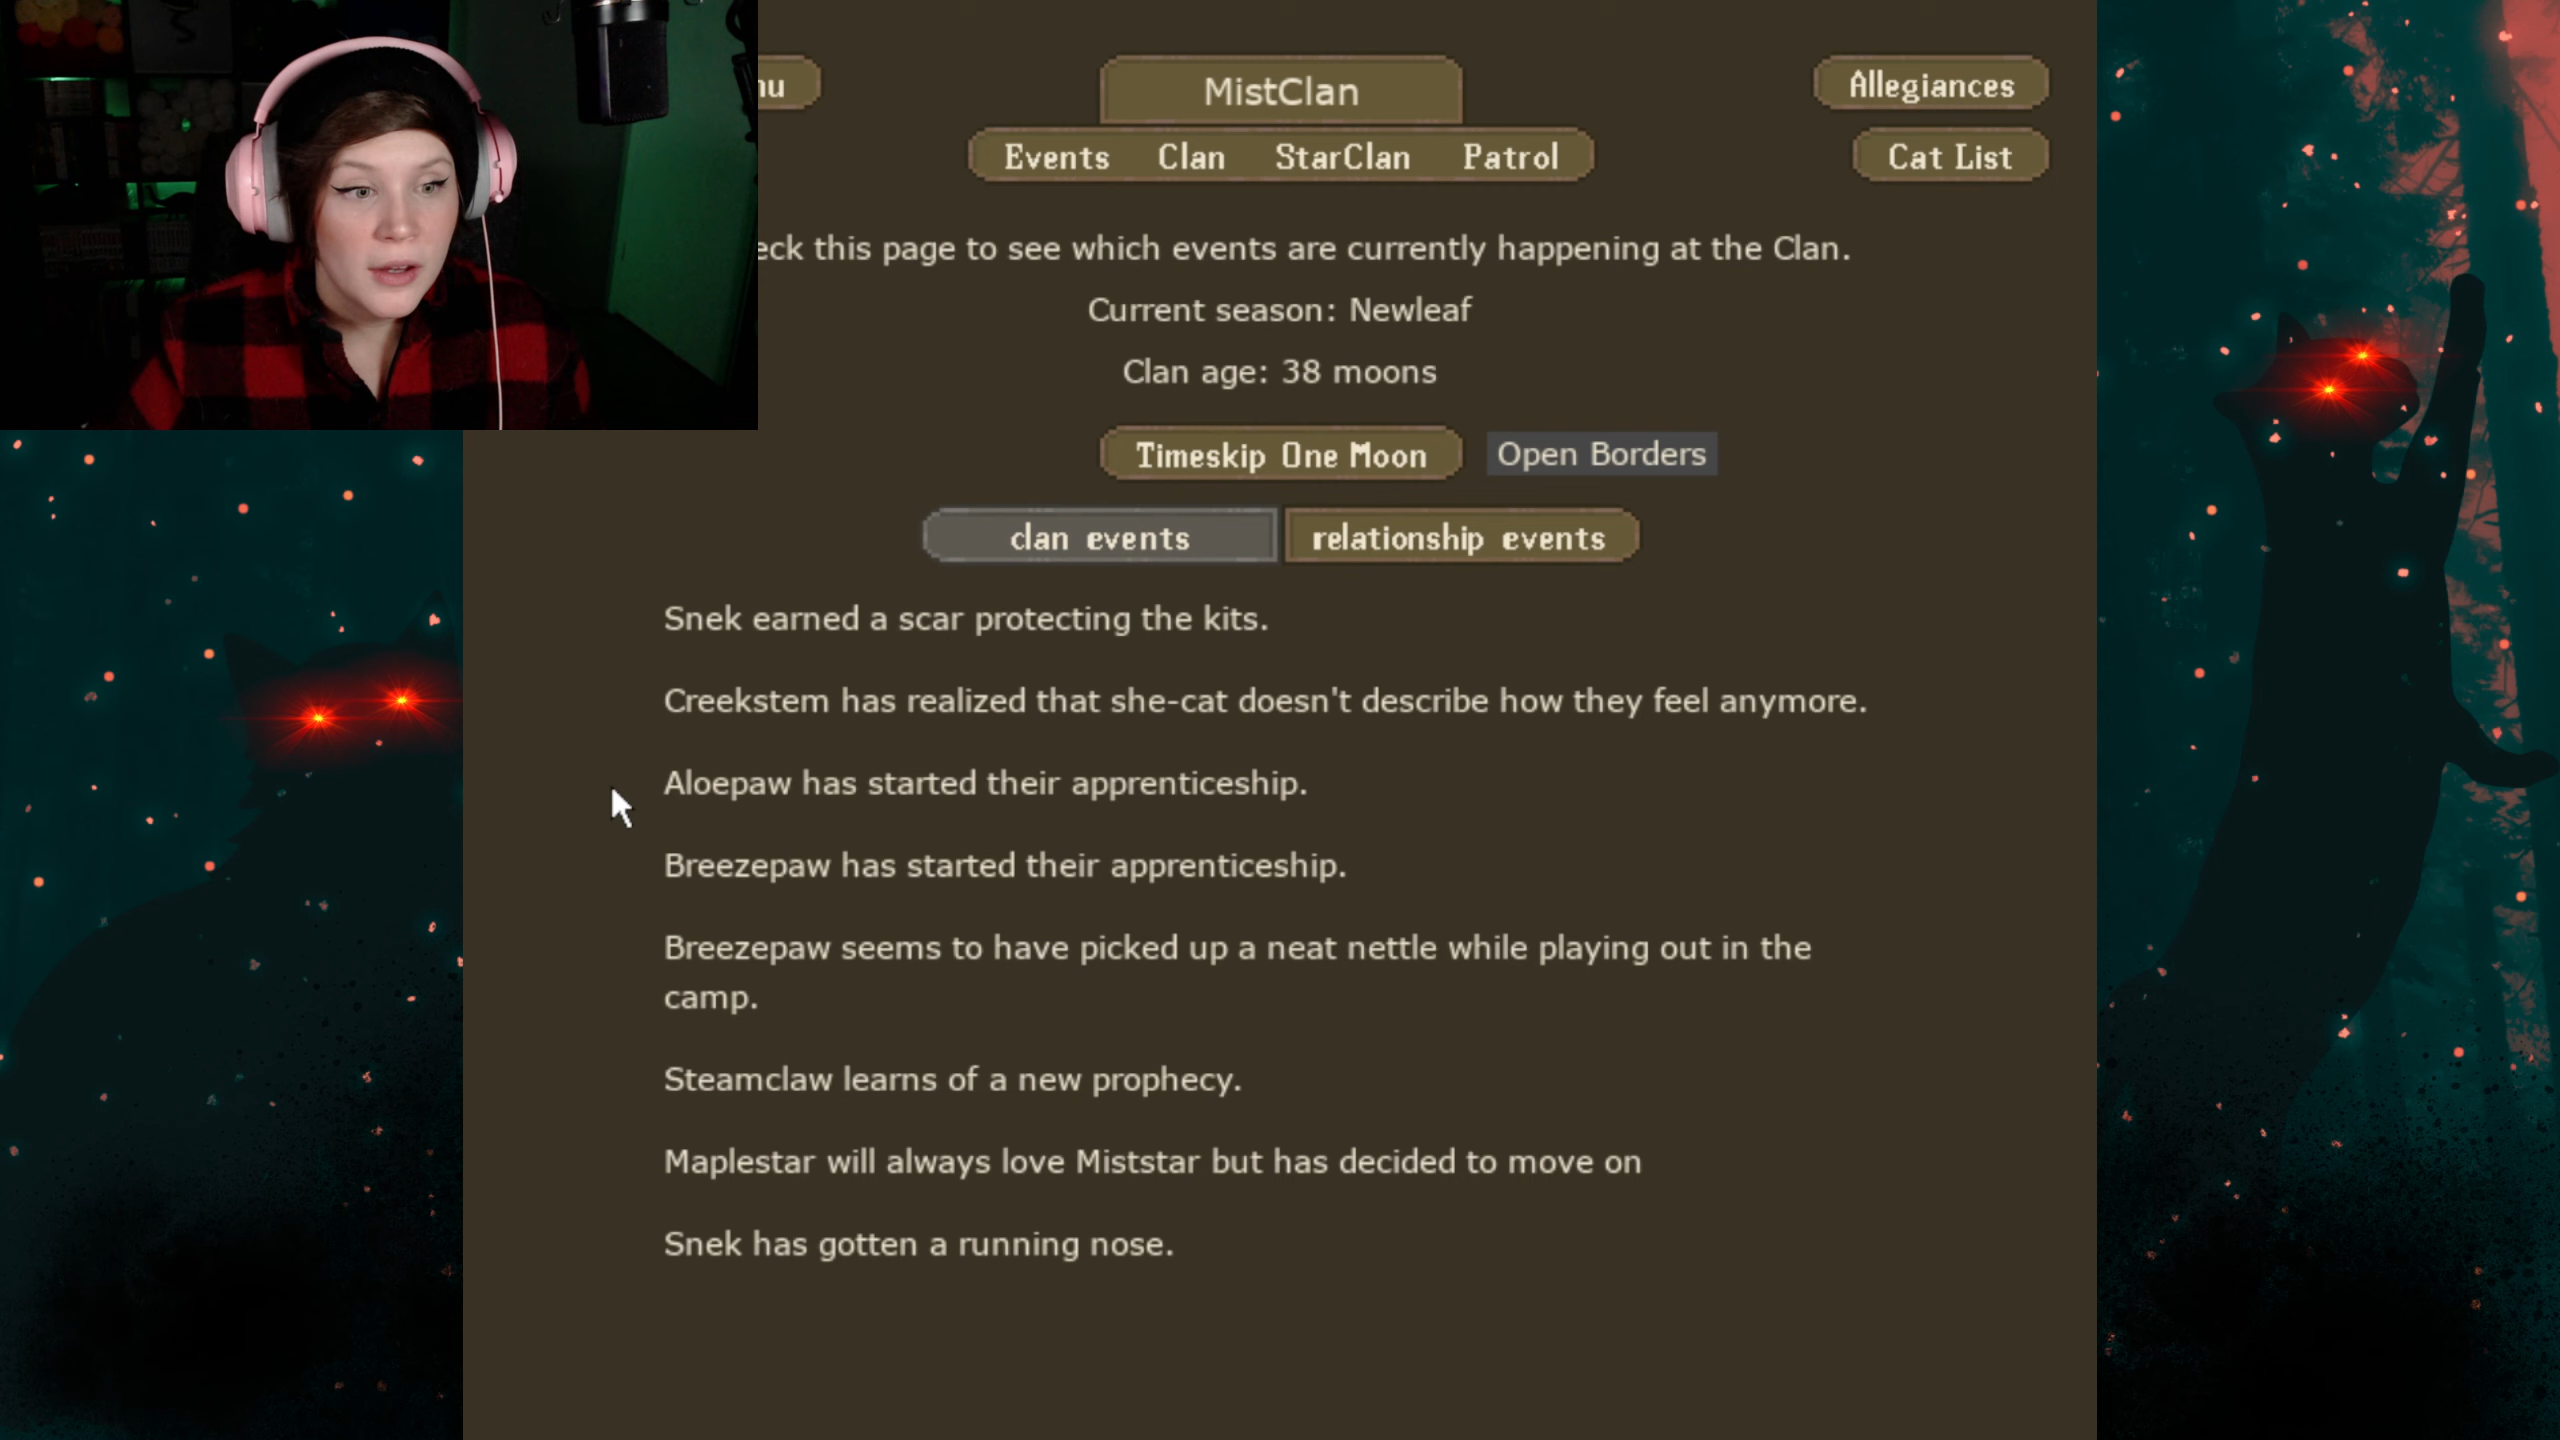 MistClan
Allegiances
Events Clan StarClan Patrol
Cat List
this page to see which events are currently happening at the Clan.
Current season: Newleaf
Clan age: 38 moons
Timeskip One Moon
Open Borders
clan events
relationship events
Snek earned a scar protecting the kits.
Creekstem has realized that she-cat doesn't describe how they feel anymore.
Aloepaw has started their apprenticeship.
Breezepaw has started their apprenticeship.
Breezepaw seems to have picked up a neat nettle while playing out in the
camp.
Steamclaw learns of a new prophecy.
Maplestar will always love Miststar but has decided to move on
Snek has gotten a running nose.